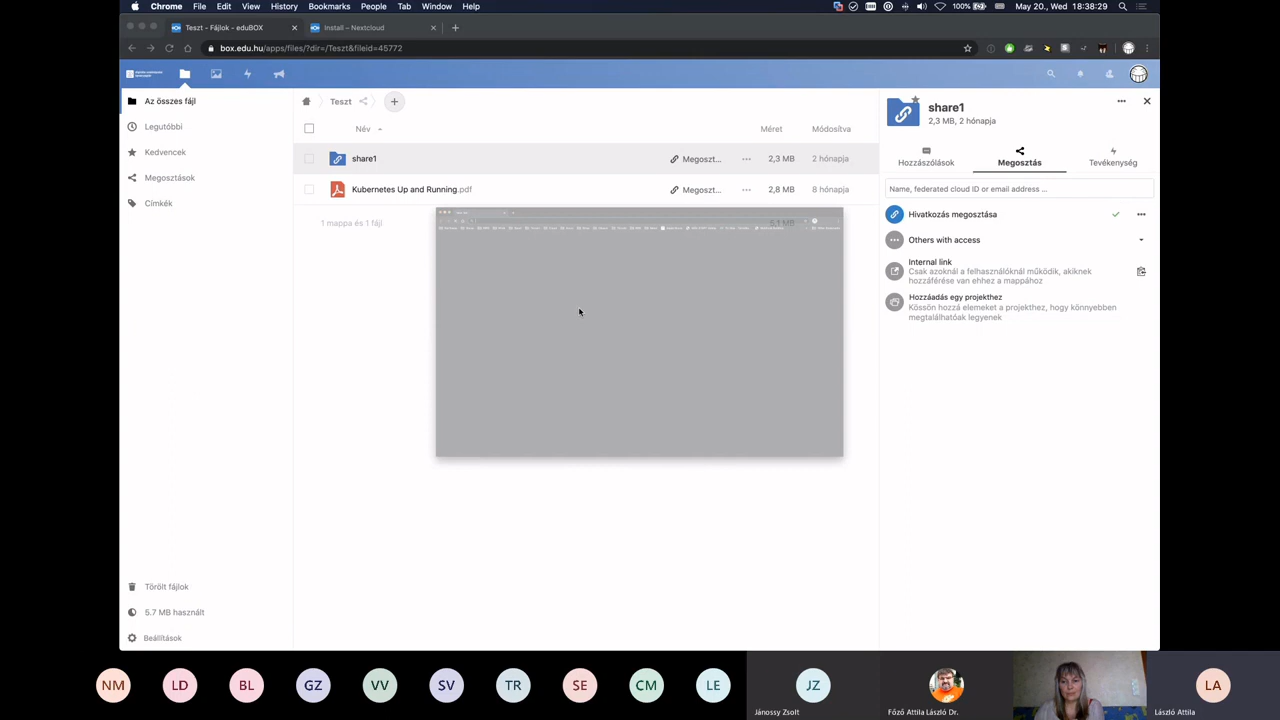 Chrome File Edit View History Bookmarks People Tab Window Help 100% May 20., Wed 18:38:29
Teszt - Fájlok - eduBOX Install – Nextcloud
box.edu.hu/apps/files/?dir=/Teszt&fileid=45772
Az összes fájl
Legutóbbi
Kedvencek
Megosztások
Címkék
Törölt fájlok
5.7 MB használt
Beállítások
Teszt
Név Méret Módosítva
share1 Megoszt... 2,3 MB 2 hónapja
Kubernetes Up and Running.pdf Megoszt... 2,8 MB 8 hónapja
1 mappa és 1 fájl 5,1 MB
share1
2,3 MB, 2 hónapja
Hozzászólások Megosztás Tevékenység
Name, federated cloud ID or email address ...
Hivatkozás megosztása
Others with access
Internal link
Csak azoknál a felhasználóknál működik, akiknek
hozzáférése van ehhez a mappához
Hozzáadás egy projekthez
Kössön hozzá elemeket a projekthez, hogy könnyebben
megtalálhatóak legyenek
NM LD BL GZ VV SV TR SE CM LE JZ LA
Jánossy Zsolt Főző Attila László Dr. László Attila